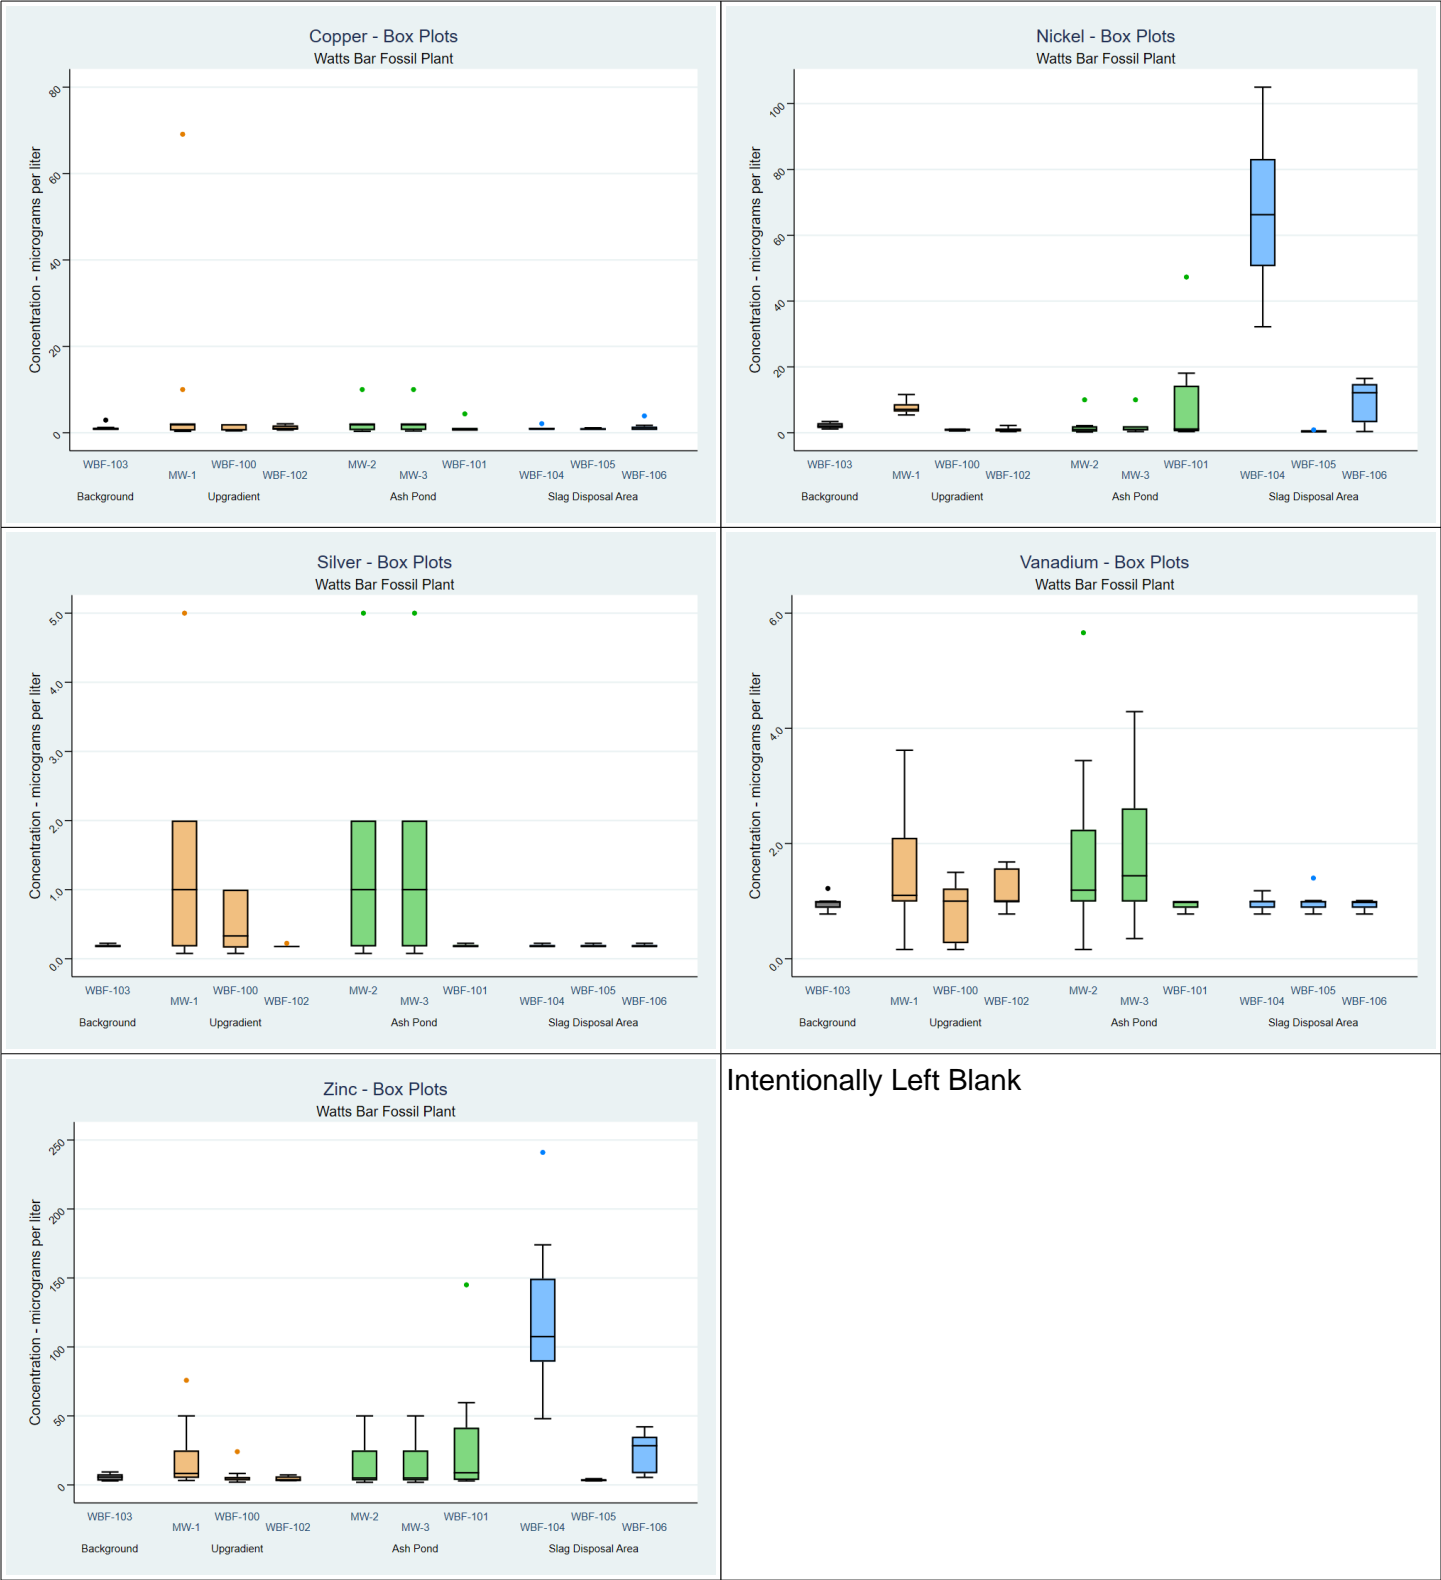 Copper - Box Plots
Watts Bar Fossil Plant
Concentration - micrograms per liter
80
60
40
20
0
WBF-103 WBF-100 MW-2 WBF-101 WBF-105
MW-1 WBF-102 MW-3 WBF-104 WBF-106
Background Upgradient Ash Pond Slag Disposal Area
Nickel - Box Plots
Watts Bar Fossil Plant
Concentration - micrograms per liter
100
80
60
40
20
0
WBF-103 WBF-100 MW-2 WBF-101 WBF-105
MW-1 WBF-102 MW-3 WBF-104 WBF-106
Background Upgradient Ash Pond Slag Disposal Area
Silver - Box Plots
Watts Bar Fossil Plant
Concentration - micrograms per liter
5.0
4.0
3.0
2.0
1.0
0.0
WBF-103 WBF-100 MW-2 WBF-101 WBF-105
MW-1 WBF-102 MW-3 WBF-104 WBF-106
Background Upgradient Ash Pond Slag Disposal Area
Vanadium - Box Plots
Watts Bar Fossil Plant
Concentration - micrograms per liter
6.0
4.0
2.0
0.0
WBF-103 WBF-100 MW-2 WBF-101 WBF-105
MW-1 WBF-102 MW-3 WBF-104 WBF-106
Background Upgradient Ash Pond Slag Disposal Area
Zinc - Box Plots
Watts Bar Fossil Plant
Concentration - micrograms per liter
250
200
150
100
50
0
WBF-103 WBF-100 MW-2 WBF-101 WBF-105
MW-1 WBF-102 MW-3 WBF-104 WBF-106
Background Upgradient Ash Pond Slag Disposal Area
Intentionally Left Blank